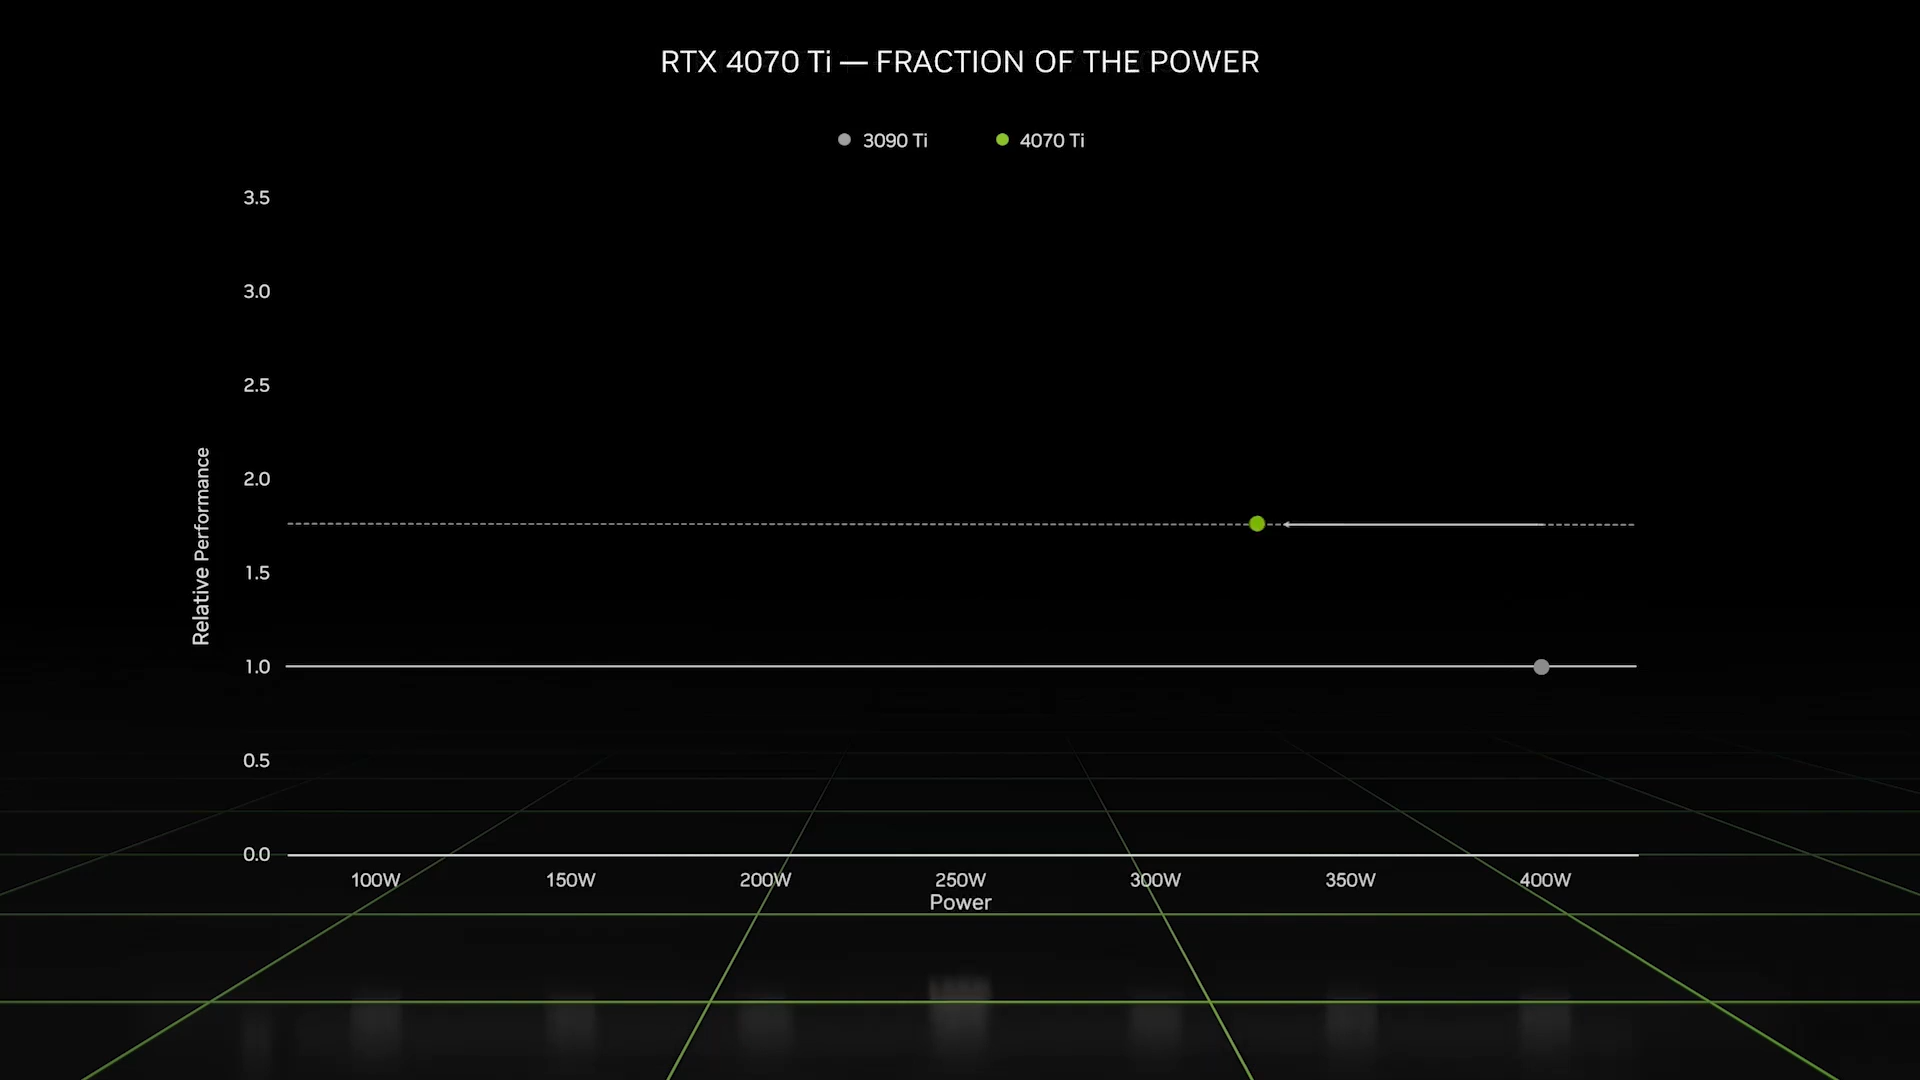 RTX 4070 Ti — FRACTION OF THE POWER
3090 Ti
4070 Ti
3.5
3.0
2.5
2.0
1.5
1.0
0.5
0.0
Relative Performance
100W
150W
200W
250W
300W
350W
400W
Power